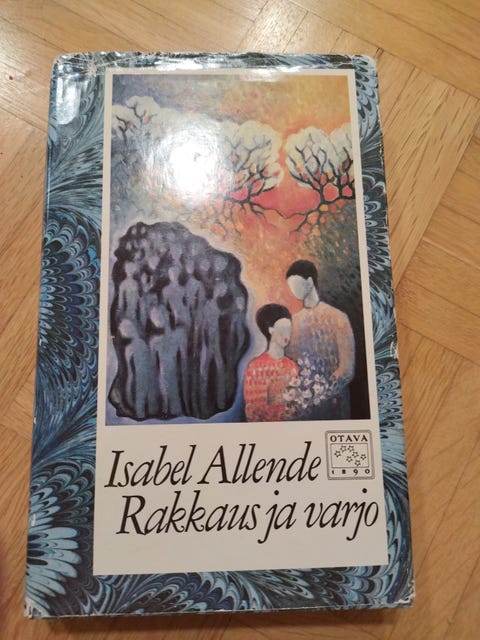 Isabel Allende
OTAVA
1890
Rakkaus ja varjo